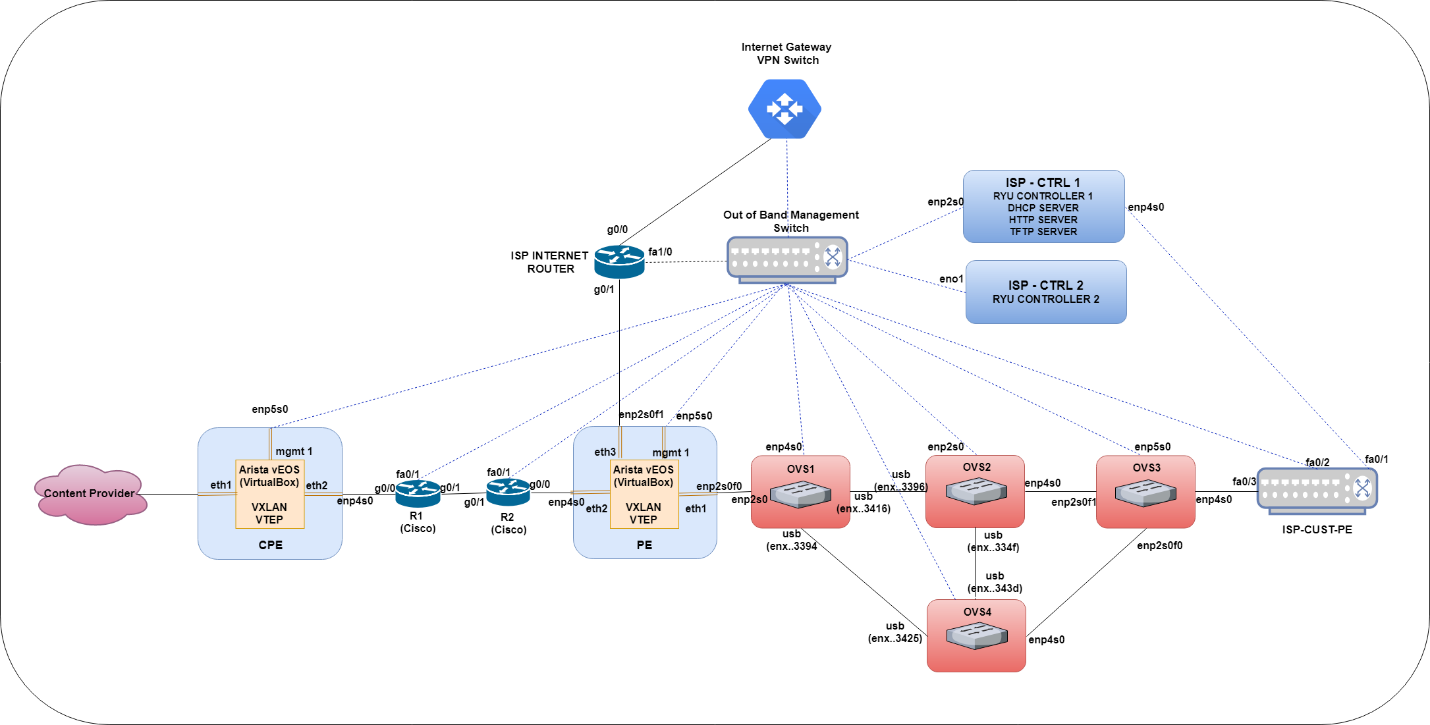 Internet Gateway
VPN Switch
ISP - CTRL 1
RYU CONTROLLER 1
DHCP SERVER
HTTP SERVER
TFTP SERVER
enp2s0
enp4s0
Out of Band Management
Switch
g0/0
fa1/0
ISP INTERNET
ROUTER
g0/1
eno1
ISP - CTRL 2
RYU CONTROLLER 2
enp5s0
mgmt 1
eth1
Arista vEOS
(VirtualBox)
VXLAN
VTEP
eth2
enp4s0
CPE
Content Provider
fa0/1
g0/0
g0/1
R1
(Cisco)
fa0/1
g0/1
g0/0
R2
(Cisco)
enp2s0f1
enp5s0
eth3
mgmt 1
enp4s0
eth2
Arista vEOS
(VirtualBox)
VXLAN
VTEP
eth1
enp2s0f0
PE
enp4s0
OVS1
enp2s0
usb
(enx..3416)
usb
(enx..3394
usb
(enx..3396)
enp2s0
OVS2
enp4s0
usb
(enx..334f)
enp5s0
OVS3
enp2s0f1
enp4s0
enp2s0f0
usb
(enx..343d)
OVS4
usb
(enx..3425)
enp4s0
fa0/3
fa0/2
fa0/1
ISP-CUST-PE